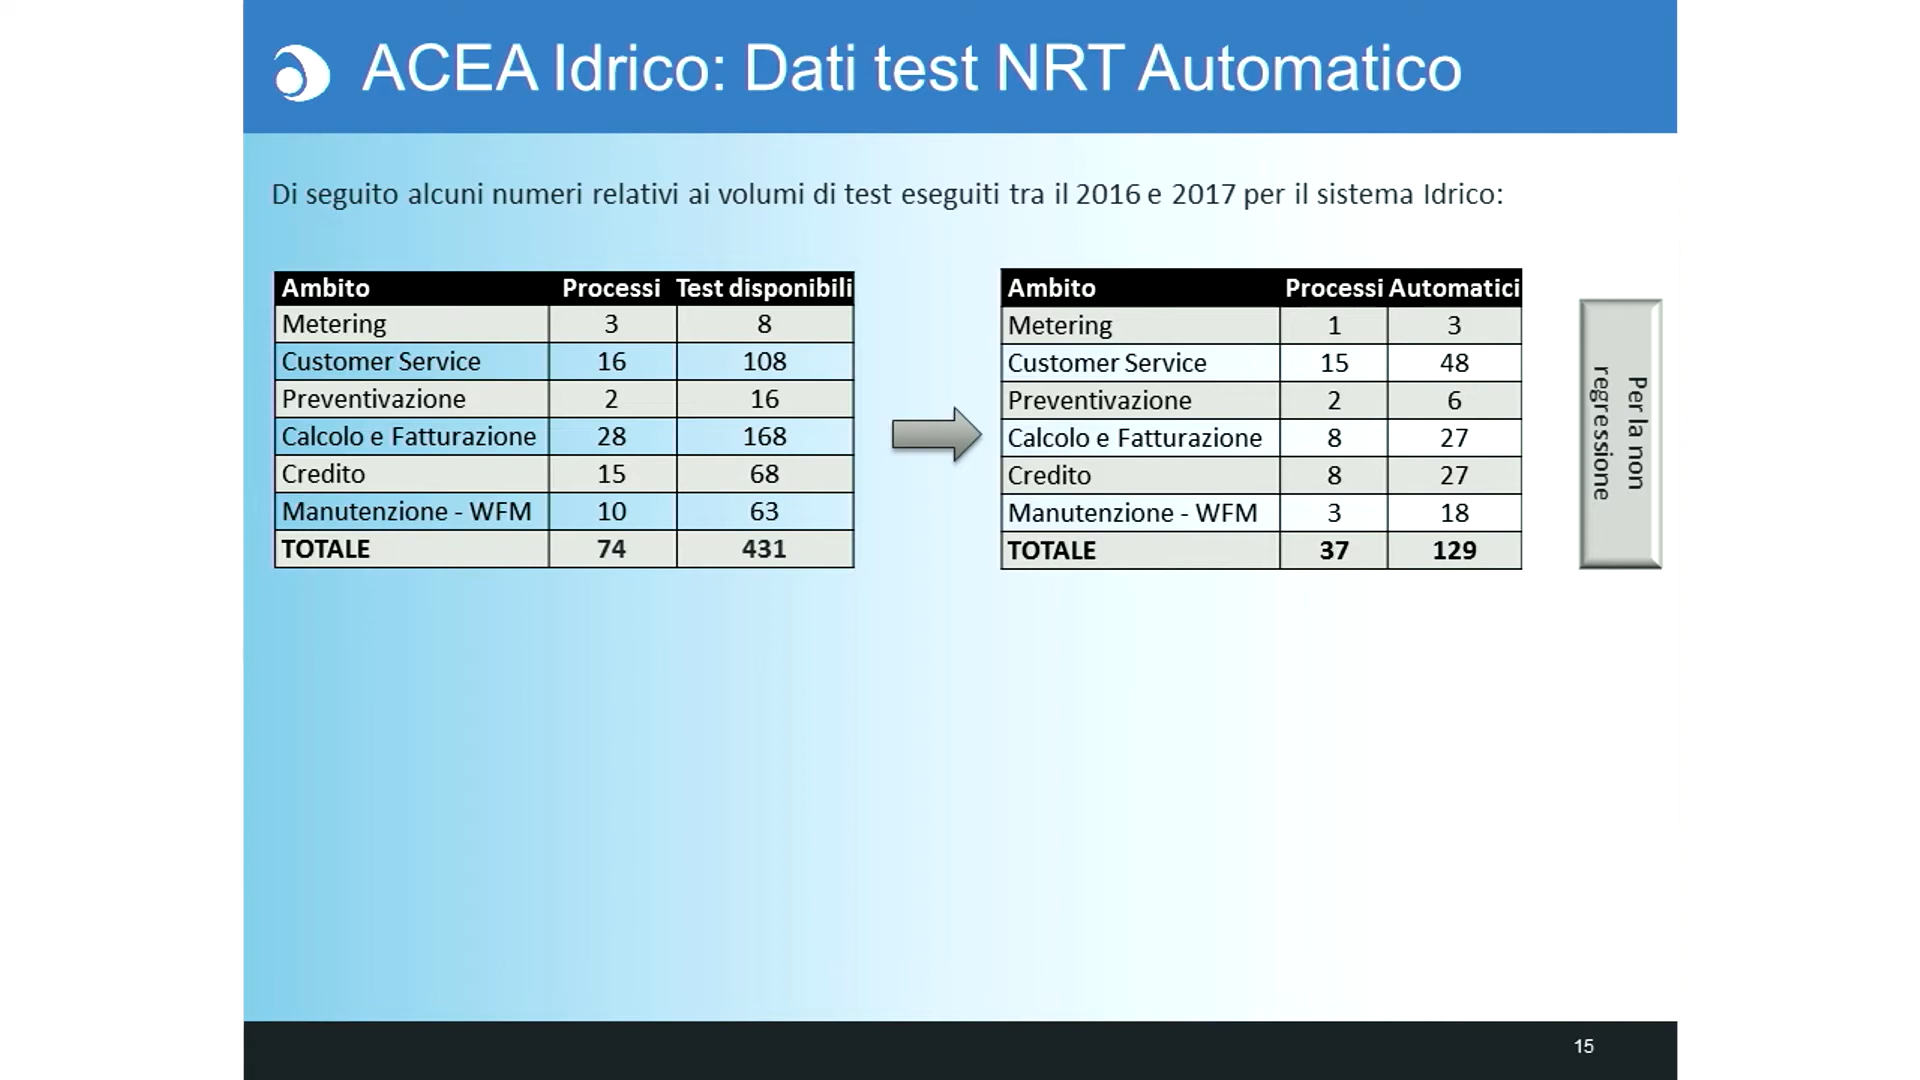 ACEA Idrico: Dati test NRT Automatico
Di seguito alcuni numeri relativi ai volumi di test eseguiti tra il 2016 e 2017 per il sistema Idrico:
Ambito Processi Test disponibili
Metering 3 8
Customer Service 16 108
Preventivazione 2 16
Calcolo e Fatturazione 28 168
Credito 15 68
Manutenzione - WFM 10 63
TOTALE 74 431
Ambito Processi Automatici
Metering 1 3
Customer Service 15 48
Preventivazione 2 6
Calcolo e Fatturazione 8 27
Credito 8 27
Manutenzione - WFM 3 18
TOTALE 37 129
Per la non
regressione
15